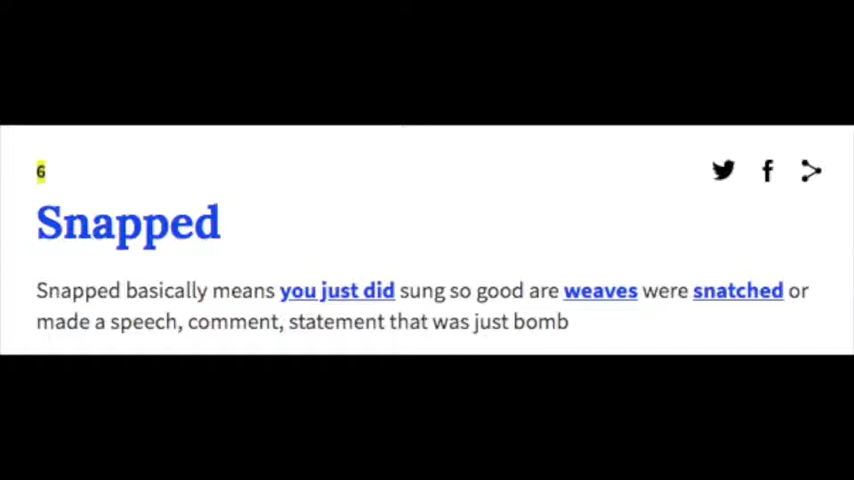 6
Snapped
Snapped basically means you just did sung so good are weaves were snatched or
made a speech, comment, statement that was just bomb